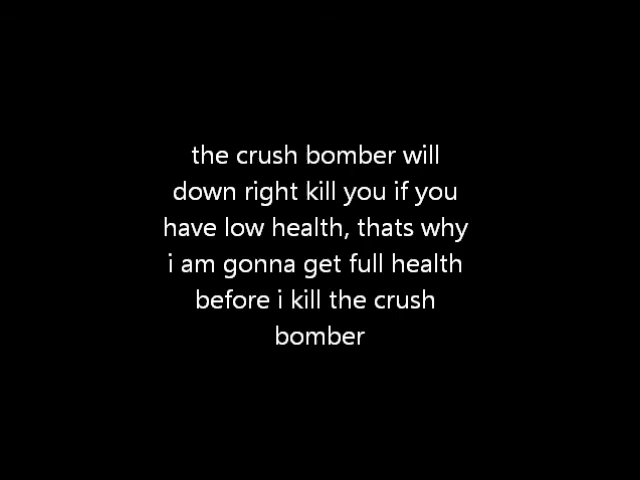 the crush bomber will
down right kill you if you
have low health, thats why
i am gonna get full health
before i kill the crush
bomber